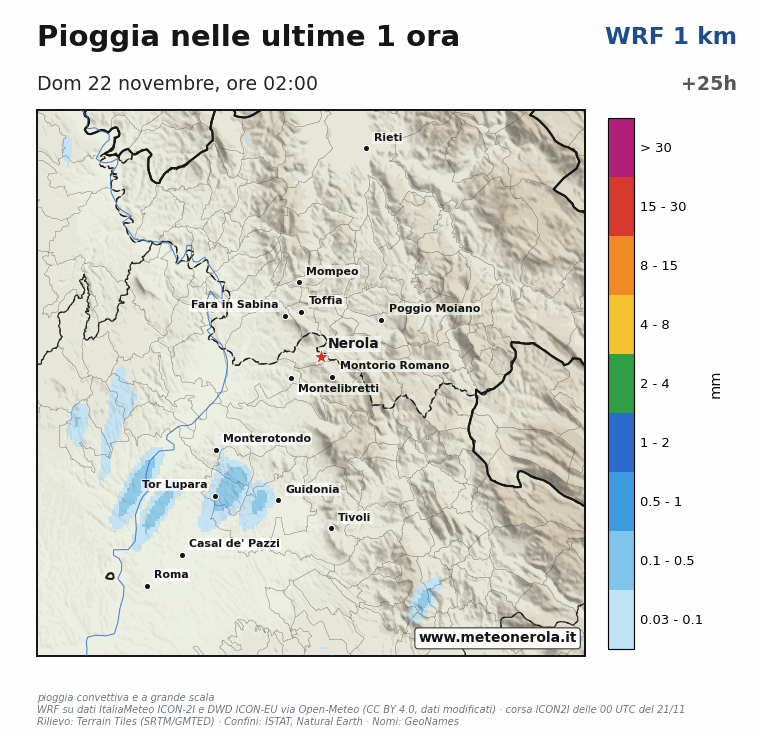 Pioggia nelle ultime 1 ora
WRF 1 km
Dom 22 novembre, ore 02:00
+25h
Rieti
Mompeo
Fara in Sabina
Toffia
Poggio Moiano
Nerola
Montorio Romano
Montelibretti
Monterotondo
Tor Lupara
Guidonia
Tivoli
Casal de' Pazzi
Roma
www.meteonerola.it
> 30
15 - 30
8 - 15
4 - 8
2 - 4
1 - 2
0.5 - 1
0.1 - 0.5
0.03 - 0.1
mm
pioggia convettiva e a grande scala
WRF su dati ItaliaMeteo ICON-2I e DWD ICON-EU via Open-Meteo (CC BY 4.0, dati modificati) · corsa ICON2I delle 00 UTC del 21/11
Rilievo: Terrain Tiles (SRTM/GMTED) · Confini: ISTAT, Natural Earth · Nomi: GeoNames